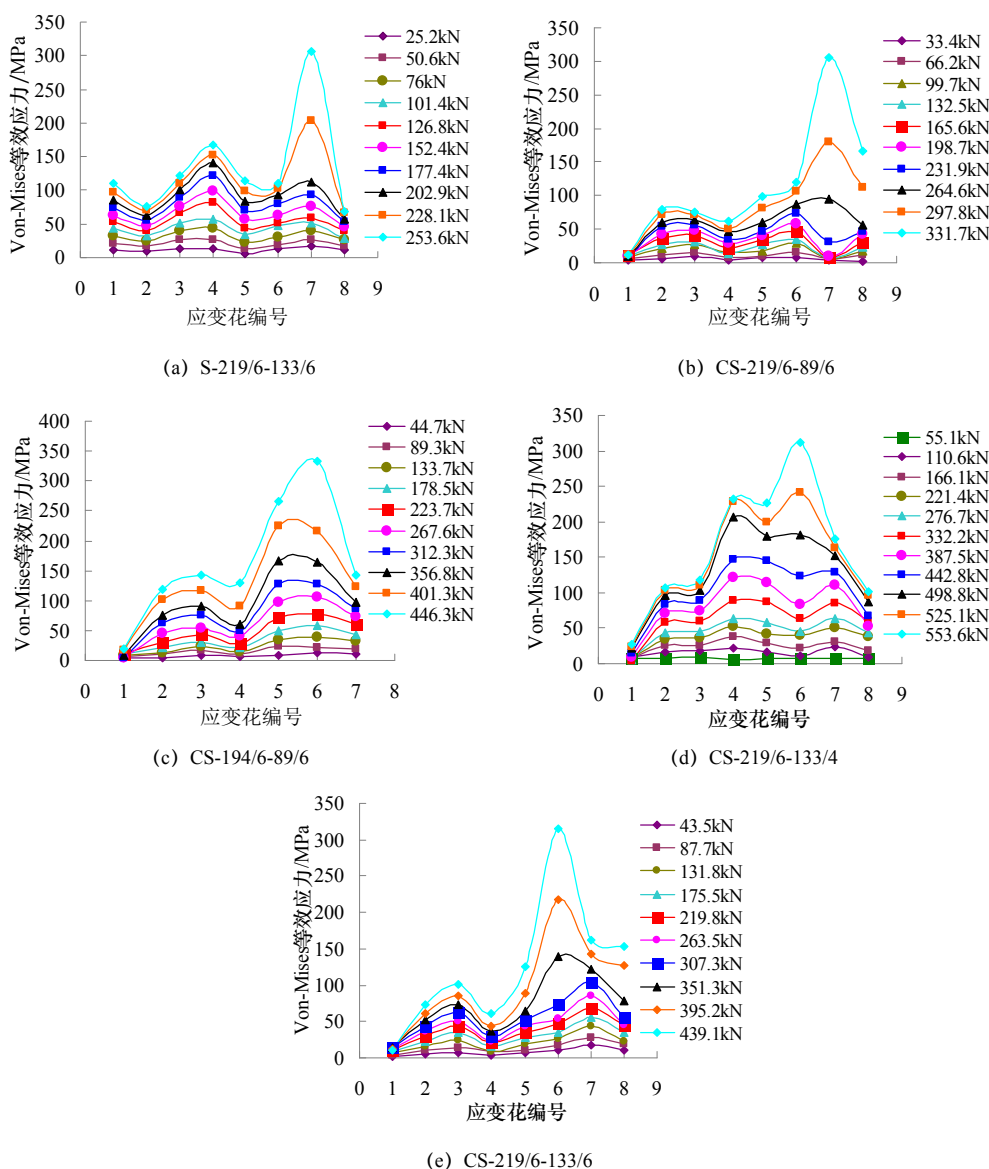 Von-Mises等效应力/MPa
350
300
250
200
150
100
50
0
0 1 2 3 4 5 6 7 8 9
应变花编号
25.2kN
50.6kN
76kN
101.4kN
126.8kN
152.4kN
177.4kN
202.9kN
228.1kN
253.6kN
(a) S-219/6-133/6
Von-Mises等效应力/MPa
350
300
250
200
150
100
50
0
0 1 2 3 4 5 6 7 8 9
应变花编号
33.4kN
66.2kN
99.7kN
132.5kN
165.6kN
198.7kN
231.9kN
264.6kN
297.8kN
331.7kN
(b) CS-219/6-89/6
Von-Mises等效应力/MPa
400
350
300
250
200
150
100
50
0
0 1 2 3 4 5 6 7 8
应变花编号
44.7kN
89.3kN
133.7kN
178.5kN
223.7kN
267.6kN
312.3kN
356.8kN
401.3kN
446.3kN
(c) CS-194/6-89/6
Von-Mises等效应力/MPa
350
300
250
200
150
100
50
0
0 1 2 3 4 5 6 7 8 9
应变花编号
55.1kN
110.6kN
166.1kN
221.4kN
276.7kN
332.2kN
387.5kN
442.8kN
498.8kN
525.1kN
553.6kN
(d) CS-219/6-133/4
Von-Mises等效应力/MPa
350
300
250
200
150
100
50
0
0 1 2 3 4 5 6 7 8 9
应变花编号
43.5kN
87.7kN
131.8kN
175.5kN
219.8kN
263.5kN
307.3kN
351.3kN
395.2kN
439.1kN
(e) CS-219/6-133/6